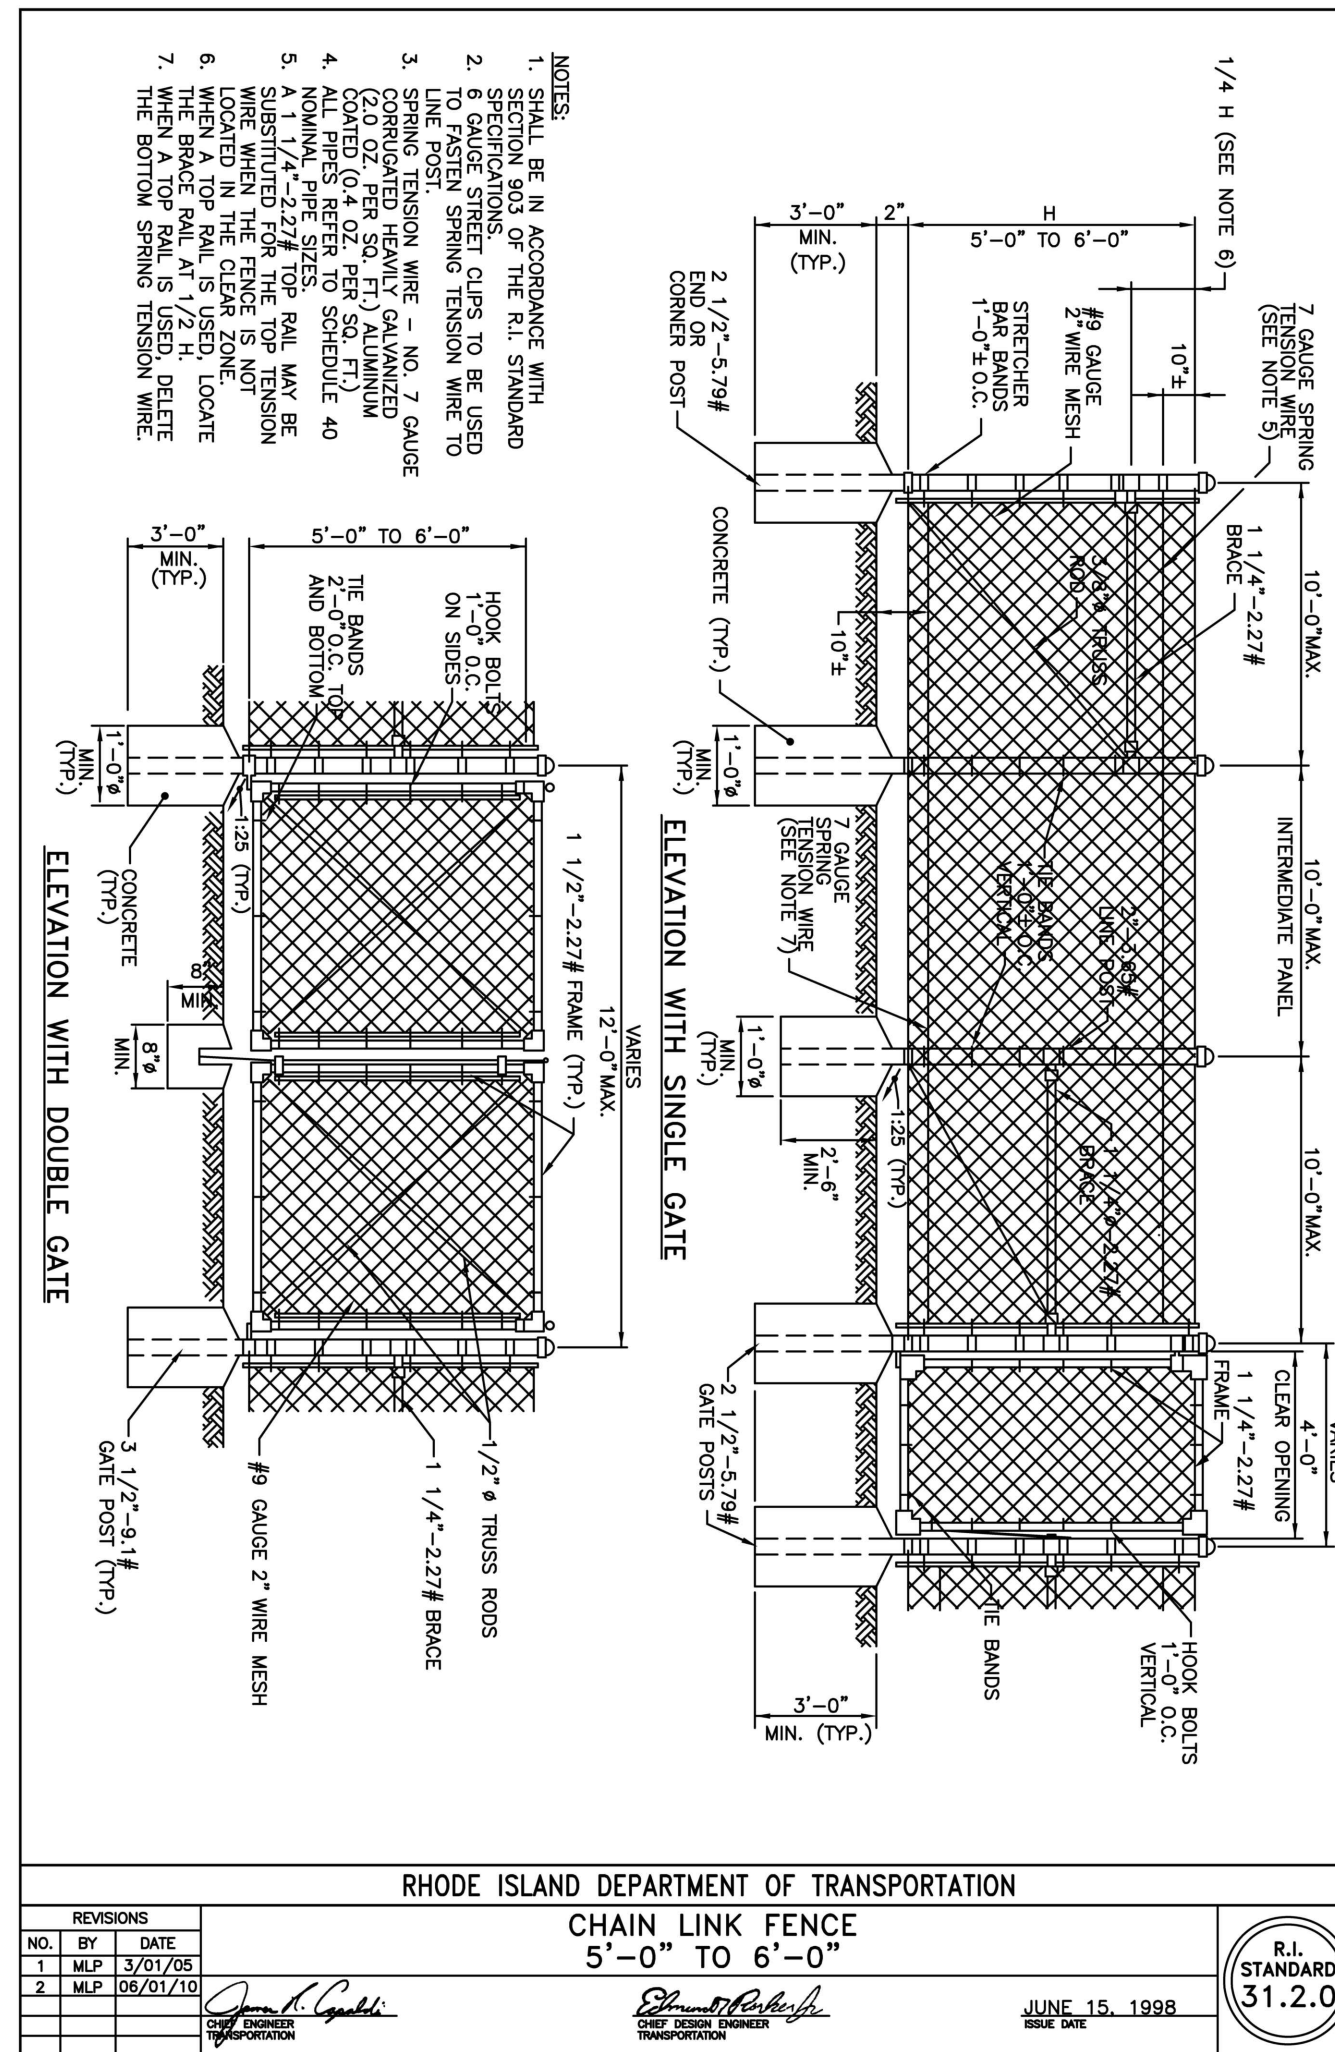 NOTES:
1. SHALL BE IN ACCORDANCE WITH
SECTION 903 OF THE R.I. STANDARD
SPECIFICATIONS.
2. 6 GAUGE STREET CLIPS TO BE USED
TO FASTEN SPRING TENSION WIRE TO
LINE POST.
3. SPRING TENSION WIRE – NO. 7 GAUGE
CORRUGATED HEAVILY GALVANIZED
(2.0 OZ. PER SQ. FT.) ALUMINUM
COATED (0.4 OZ. PER SQ. FT.)
4. ALL PIPES REFER TO SCHEDULE 40
NOMINAL PIPE SIZES.
5. A 1 1/4"–2.27# TOP RAIL MAY BE
SUBSTITUTED FOR THE TOP TENSION
WIRE WHEN THE FENCE IS NOT
LOCATED IN THE CLEAR ZONE.
6. WHEN A TOP RAIL IS USED, LOCATE
THE BRACE RAIL AT 1/2 H.
7. WHEN A TOP RAIL IS USED, DELETE
THE BOTTOM SPRING TENSION WIRE.
1/4 H (SEE NOTE 6)
7 GAUGE SPRING
TENSION WIRE
(SEE NOTE 5)
10"±
1 1/4"–2.27#
BRACE
10'–0"MAX.
10'–0"MAX.
INTERMEDIATE PANEL
10'–0"MAX.
VARIES
4'–0"
CLEAR OPENING
1 1/4"–2.27#
FRAME
H
5'–0" TO 6'–0"
2"
3'–0"
MIN.
(TYP.)
#9 GAUGE
2"WIRE MESH
STRETCHER
BAR BANDS
1'–0"± O.C.
2 1/2"–5.79#
END OR
CORNER POST
3/8"ø TRUSS
ROD
2"–3.65#
LINE POST
TIE BANDS
1'–0"± O.C.
VERTICAL
1 1/4"ø–2.27#
BRACE
HOOK BOLTS
1'–0" O.C.
VERTICAL
TIE BANDS
10"±
CONCRETE (TYP.)
1'–0"ø
MIN.
(TYP.)
7 GAUGE
SPRING
TENSION WIRE
(SEE NOTE 7)
1'–0"ø
MIN.
(TYP.)
1:25 (TYP.)
2'–6"
MIN.
2 1/2"–5.79#
GATE POSTS
3'–0"
MIN. (TYP.)
ELEVATION WITH SINGLE GATE
VARIES
12'–0"MAX.
1 1/2"–2.27# FRAME (TYP.)
5'–0" TO 6'–0"
3'–0"
MIN.
(TYP.)
HOOK BOLTS
1'–0" O.C.
ON SIDES
TIE BANDS
2'–0"O.C. TOP
AND BOTTOM
1'–0"ø
MIN.
(TYP.)
1:25 (TYP.)
CONCRETE
(TYP.)
8"
MIN.
8"ø
MIN.
1/2" ø TRUSS RODS
1 1/4"–2.27# BRACE
#9 GAUGE 2" WIRE MESH
3 1/2"–9.1#
GATE POST (TYP.)
ELEVATION WITH DOUBLE GATE
RHODE ISLAND DEPARTMENT OF TRANSPORTATION
REVISIONS
NO. BY DATE
1 MLP 3/01/05
2 MLP 06/01/10
CHAIN LINK FENCE
5'–0" TO 6'–0"
CHIEF ENGINEER
TRANSPORTATION
CHIEF DESIGN ENGINEER
TRANSPORTATION
JUNE 15, 1998
ISSUE DATE
R.I.
STANDARD
31.2.0